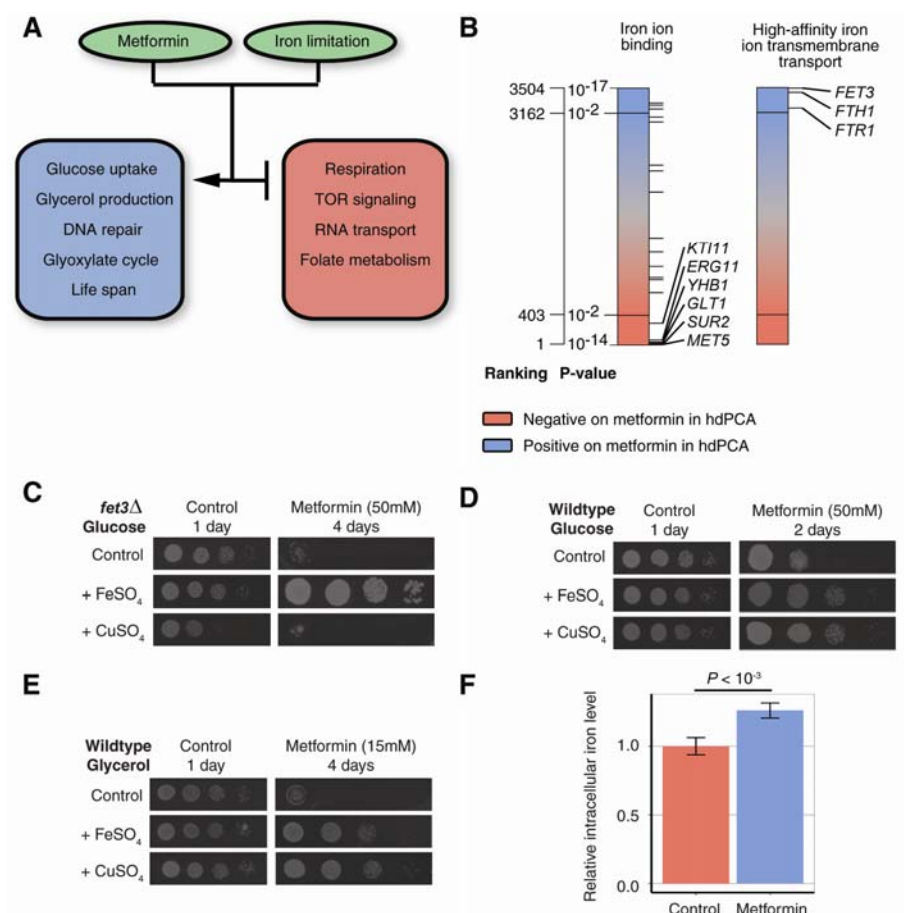 A
Metformin
Iron limitation
Glucose uptake
Glycerol production
DNA repair
Glyoxylate cycle
Life span
Respiration
TOR signaling
RNA transport
Folate metabolism
B
Iron ion
binding
High-affinity iron
ion transmembrane
transport
3504
10-17
3162
10-2
403
10-2
1
10-14
FET3
FTH1
FTR1
KTI11
ERG11
YHB1
GLT1
SUR2
MET5
Ranking P-value
Negative on metformin in hdPCA
Positive on metformin in hdPCA
C
fet3Δ
Glucose
Control
1 day
Metformin (50mM)
4 days
Control
+ FeSO4
+ CuSO4
D
Wildtype
Glucose
Control
1 day
Metformin (50mM)
2 days
Control
+ FeSO4
+ CuSO4
E
Wildtype
Glycerol
Control
1 day
Metformin (15mM)
4 days
Control
+ FeSO4
+ CuSO4
F
P < 10-3
Relative intracellular iron level
1.0
0.5
0.0
Control Metformin